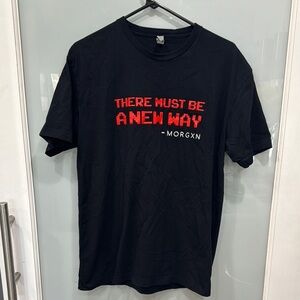 THERE MUST BE
A NEW WAY
- MORGXN